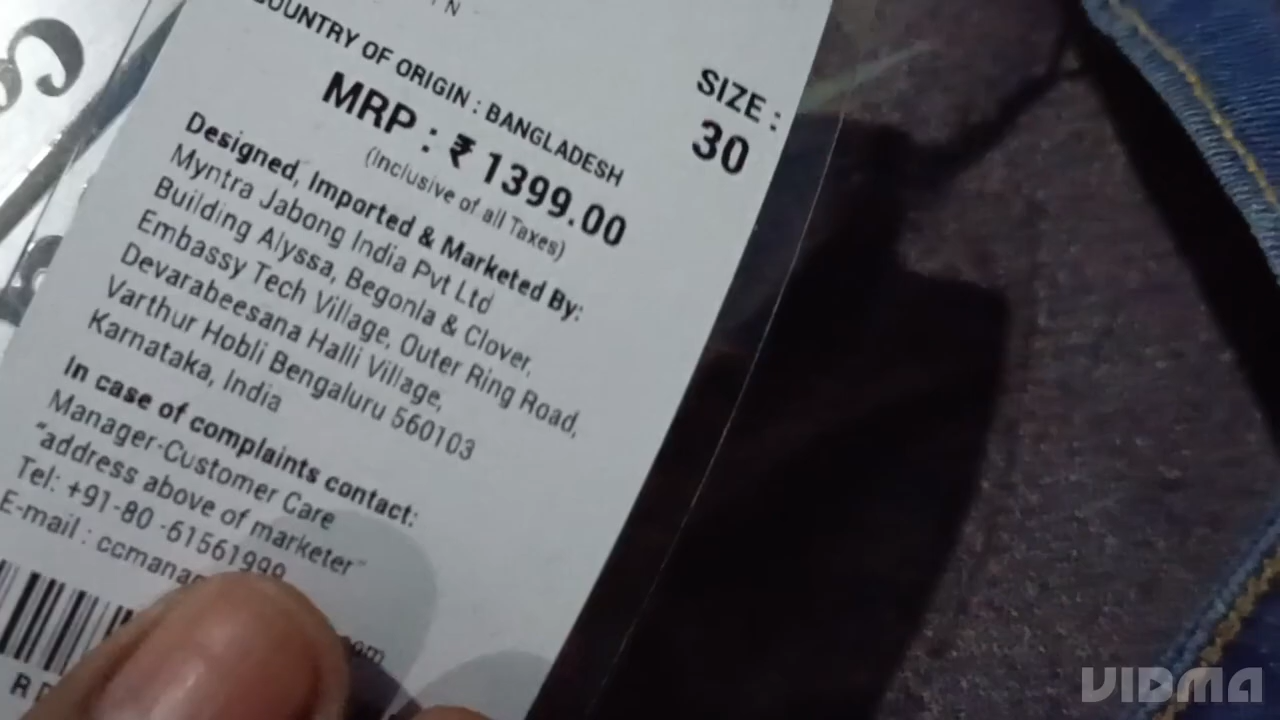 COUNTRY OF ORIGIN : BANGLADESH
MRP : ₹ 1399.00
(Inclusive of all Taxes)
SIZE :
30
Designed, Imported & Marketed By:
Myntra Jabong India Pvt Ltd
Building Alyssa, Begonla & Clover,
Embassy Tech Village, Outer Ring Road,
Devarabeesana Halli Village,
Varthur Hobli Bengaluru 560103
Karnataka, India
In case of complaints contact:
Manager-Customer Care
"address above of marketer"
Tel: +91-80 -61561999
E-mail :
VIDMA